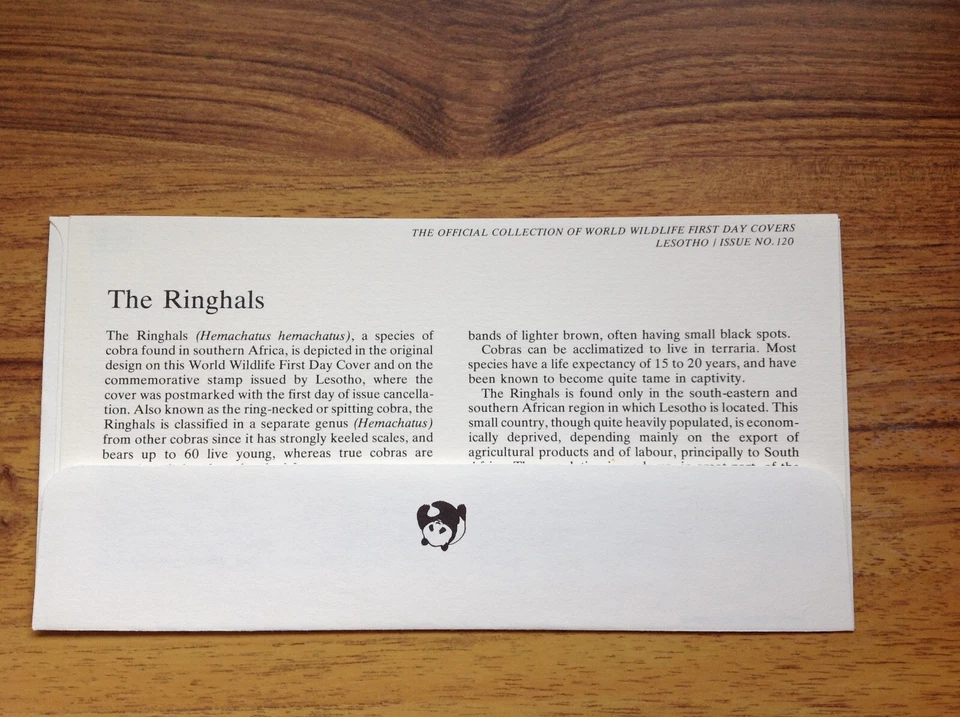 THE OFFICIAL COLLECTION OF WORLD WILDLIFE FIRST DAY COVERS
LESOTHO / ISSUE NO. 120
The Ringhals
The Ringhals (Hemachatus hemachatus), a species of
cobra found in southern Africa, is depicted in the original
design on this World Wildlife First Day Cover and on the
commemorative stamp issued by Lesotho, where the
cover was postmarked with the first day of issue cancella-
tion. Also known as the ring-necked or spitting cobra, the
Ringhals is classified in a separate genus (Hemachatus)
from other cobras since it has strongly keeled scales, and
bears up to 60 live young, whereas true cobras are
bands of lighter brown, often having small black spots.
Cobras can be acclimatized to live in terraria. Most
species have a life expectancy of 15 to 20 years, and have
been known to become quite tame in captivity.
The Ringhals is found only in the south-eastern and
southern African region in which Lesotho is located. This
small country, though quite heavily populated, is econom-
ically deprived, depending mainly on the export of
agricultural products and of labour, principally to South